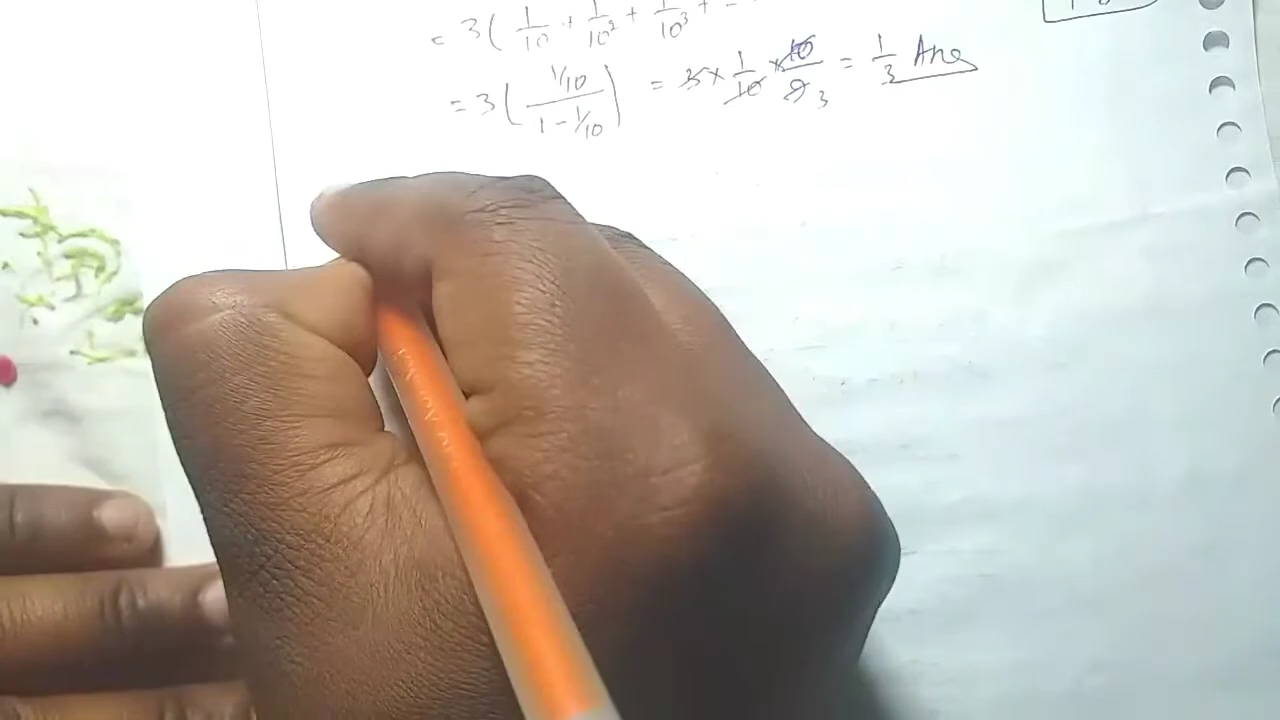 = 3( 1/10 + 1/10² + 1/10³ + -
= 3( (1/10)/(1 - 1/10) ) = 3 × 1/10 × 10/9 3 = 1/3 Ans